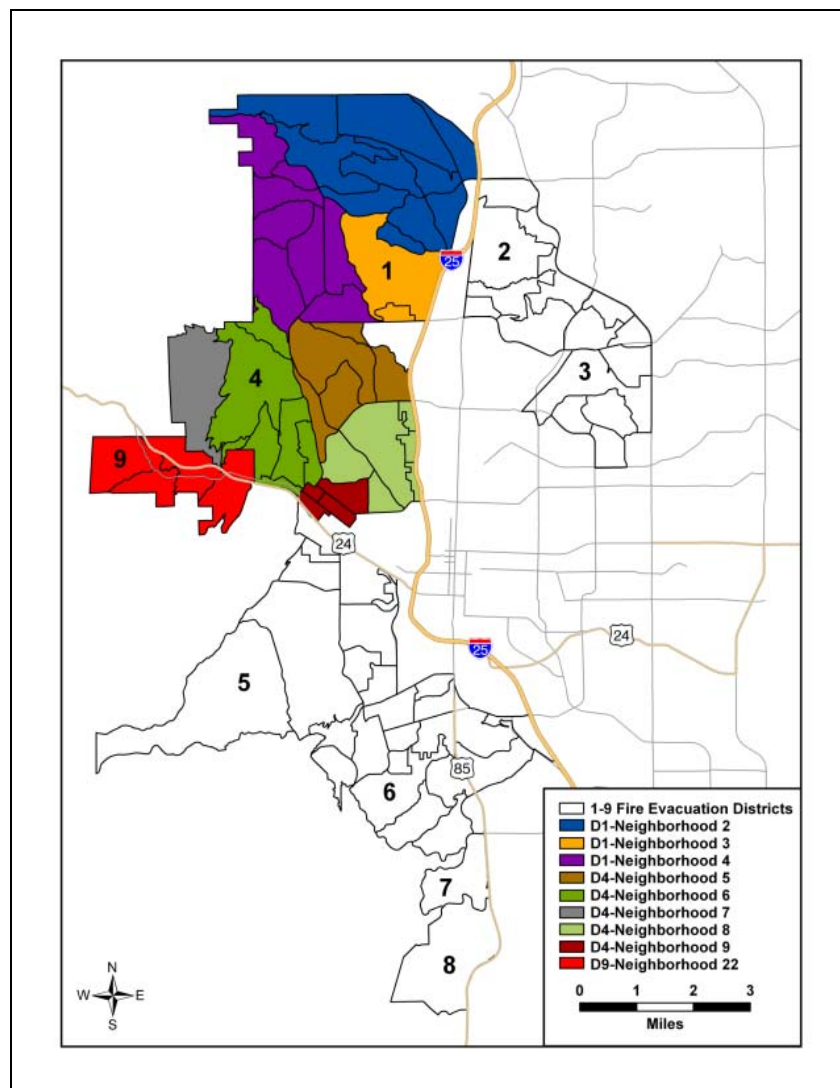 1
25
2
3
4
9
24
24
25
5
85
6
7
8
1-9 Fire Evacuation Districts
D1-Neighborhood 2
D1-Neighborhood 3
D1-Neighborhood 4
D4-Neighborhood 5
D4-Neighborhood 6
D4-Neighborhood 7
D4-Neighborhood 8
D4-Neighborhood 9
D9-Neighborhood 22
0 1 2 3
Miles
N
W E
S